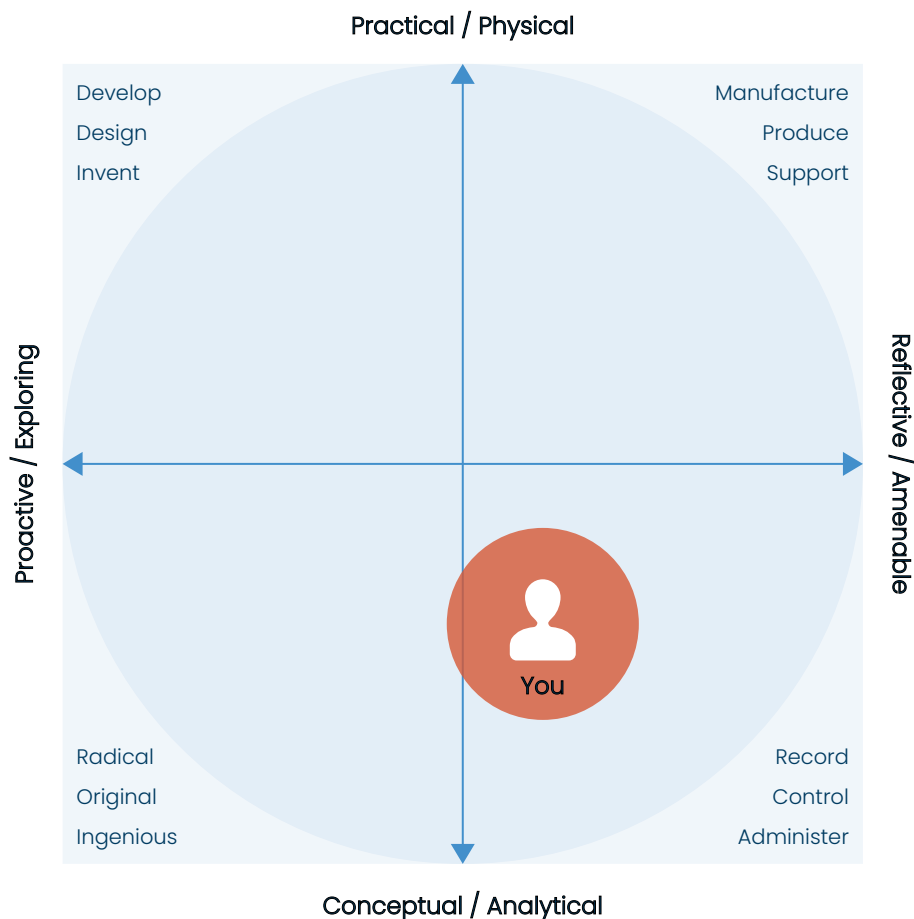 Practical / Physical
Develop
Design
Invent
Manufacture
Produce
Support
Proactive / Exploring
Reflective / Amenable
You
Radical
Original
Ingenious
Record
Control
Administer
Conceptual / Analytical